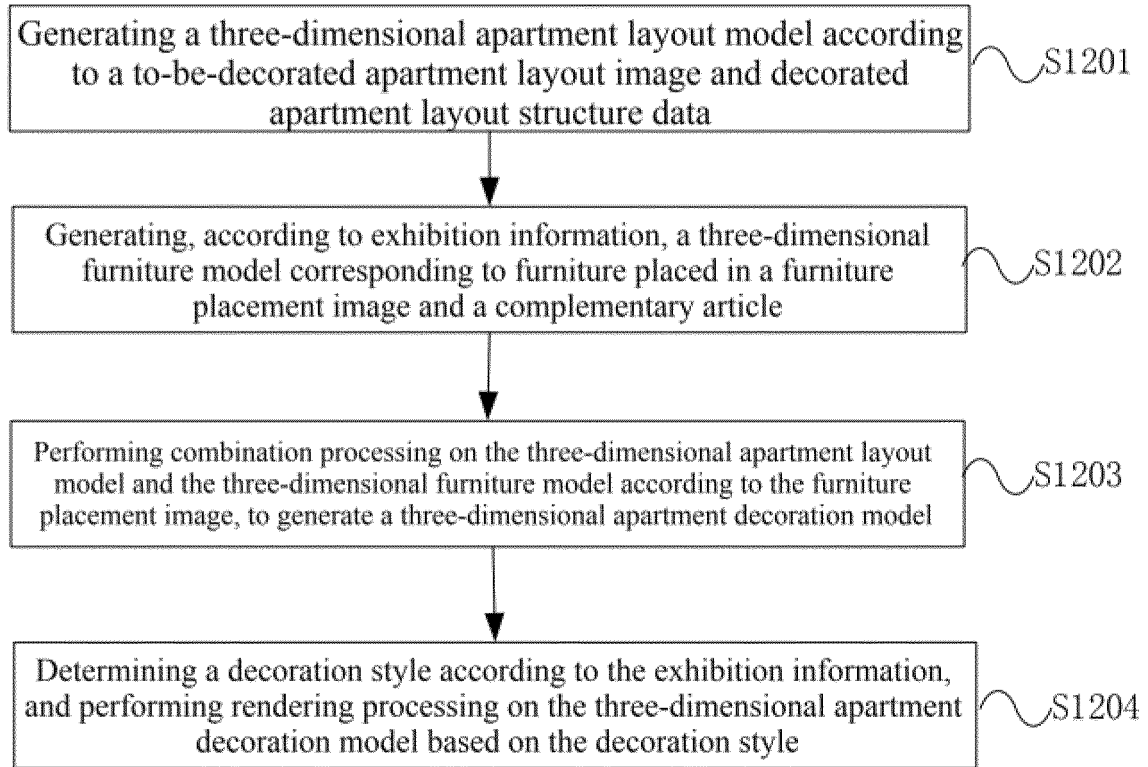 Generating a three-dimensional apartment layout model according
to a to-be-decorated apartment layout image and decorated
apartment layout structure data
S1201
Generating, according to exhibition information, a three-dimensional
furniture model corresponding to furniture placed in a furniture
placement image and a complementary article
S1202
Performing combination processing on the three-dimensional apartment layout
model and the three-dimensional furniture model according to the furniture
placement image, to generate a three-dimensional apartment decoration model
S1203
Determining a decoration style according to the exhibition information,
and performing rendering processing on the three-dimensional apartment
decoration model based on the decoration style
S1204